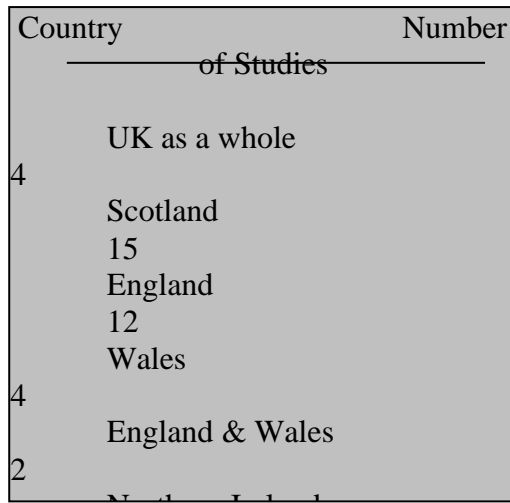 Country Number
of Studies
UK as a whole
4
Scotland
15
England
12
Wales
4
England & Wales
2